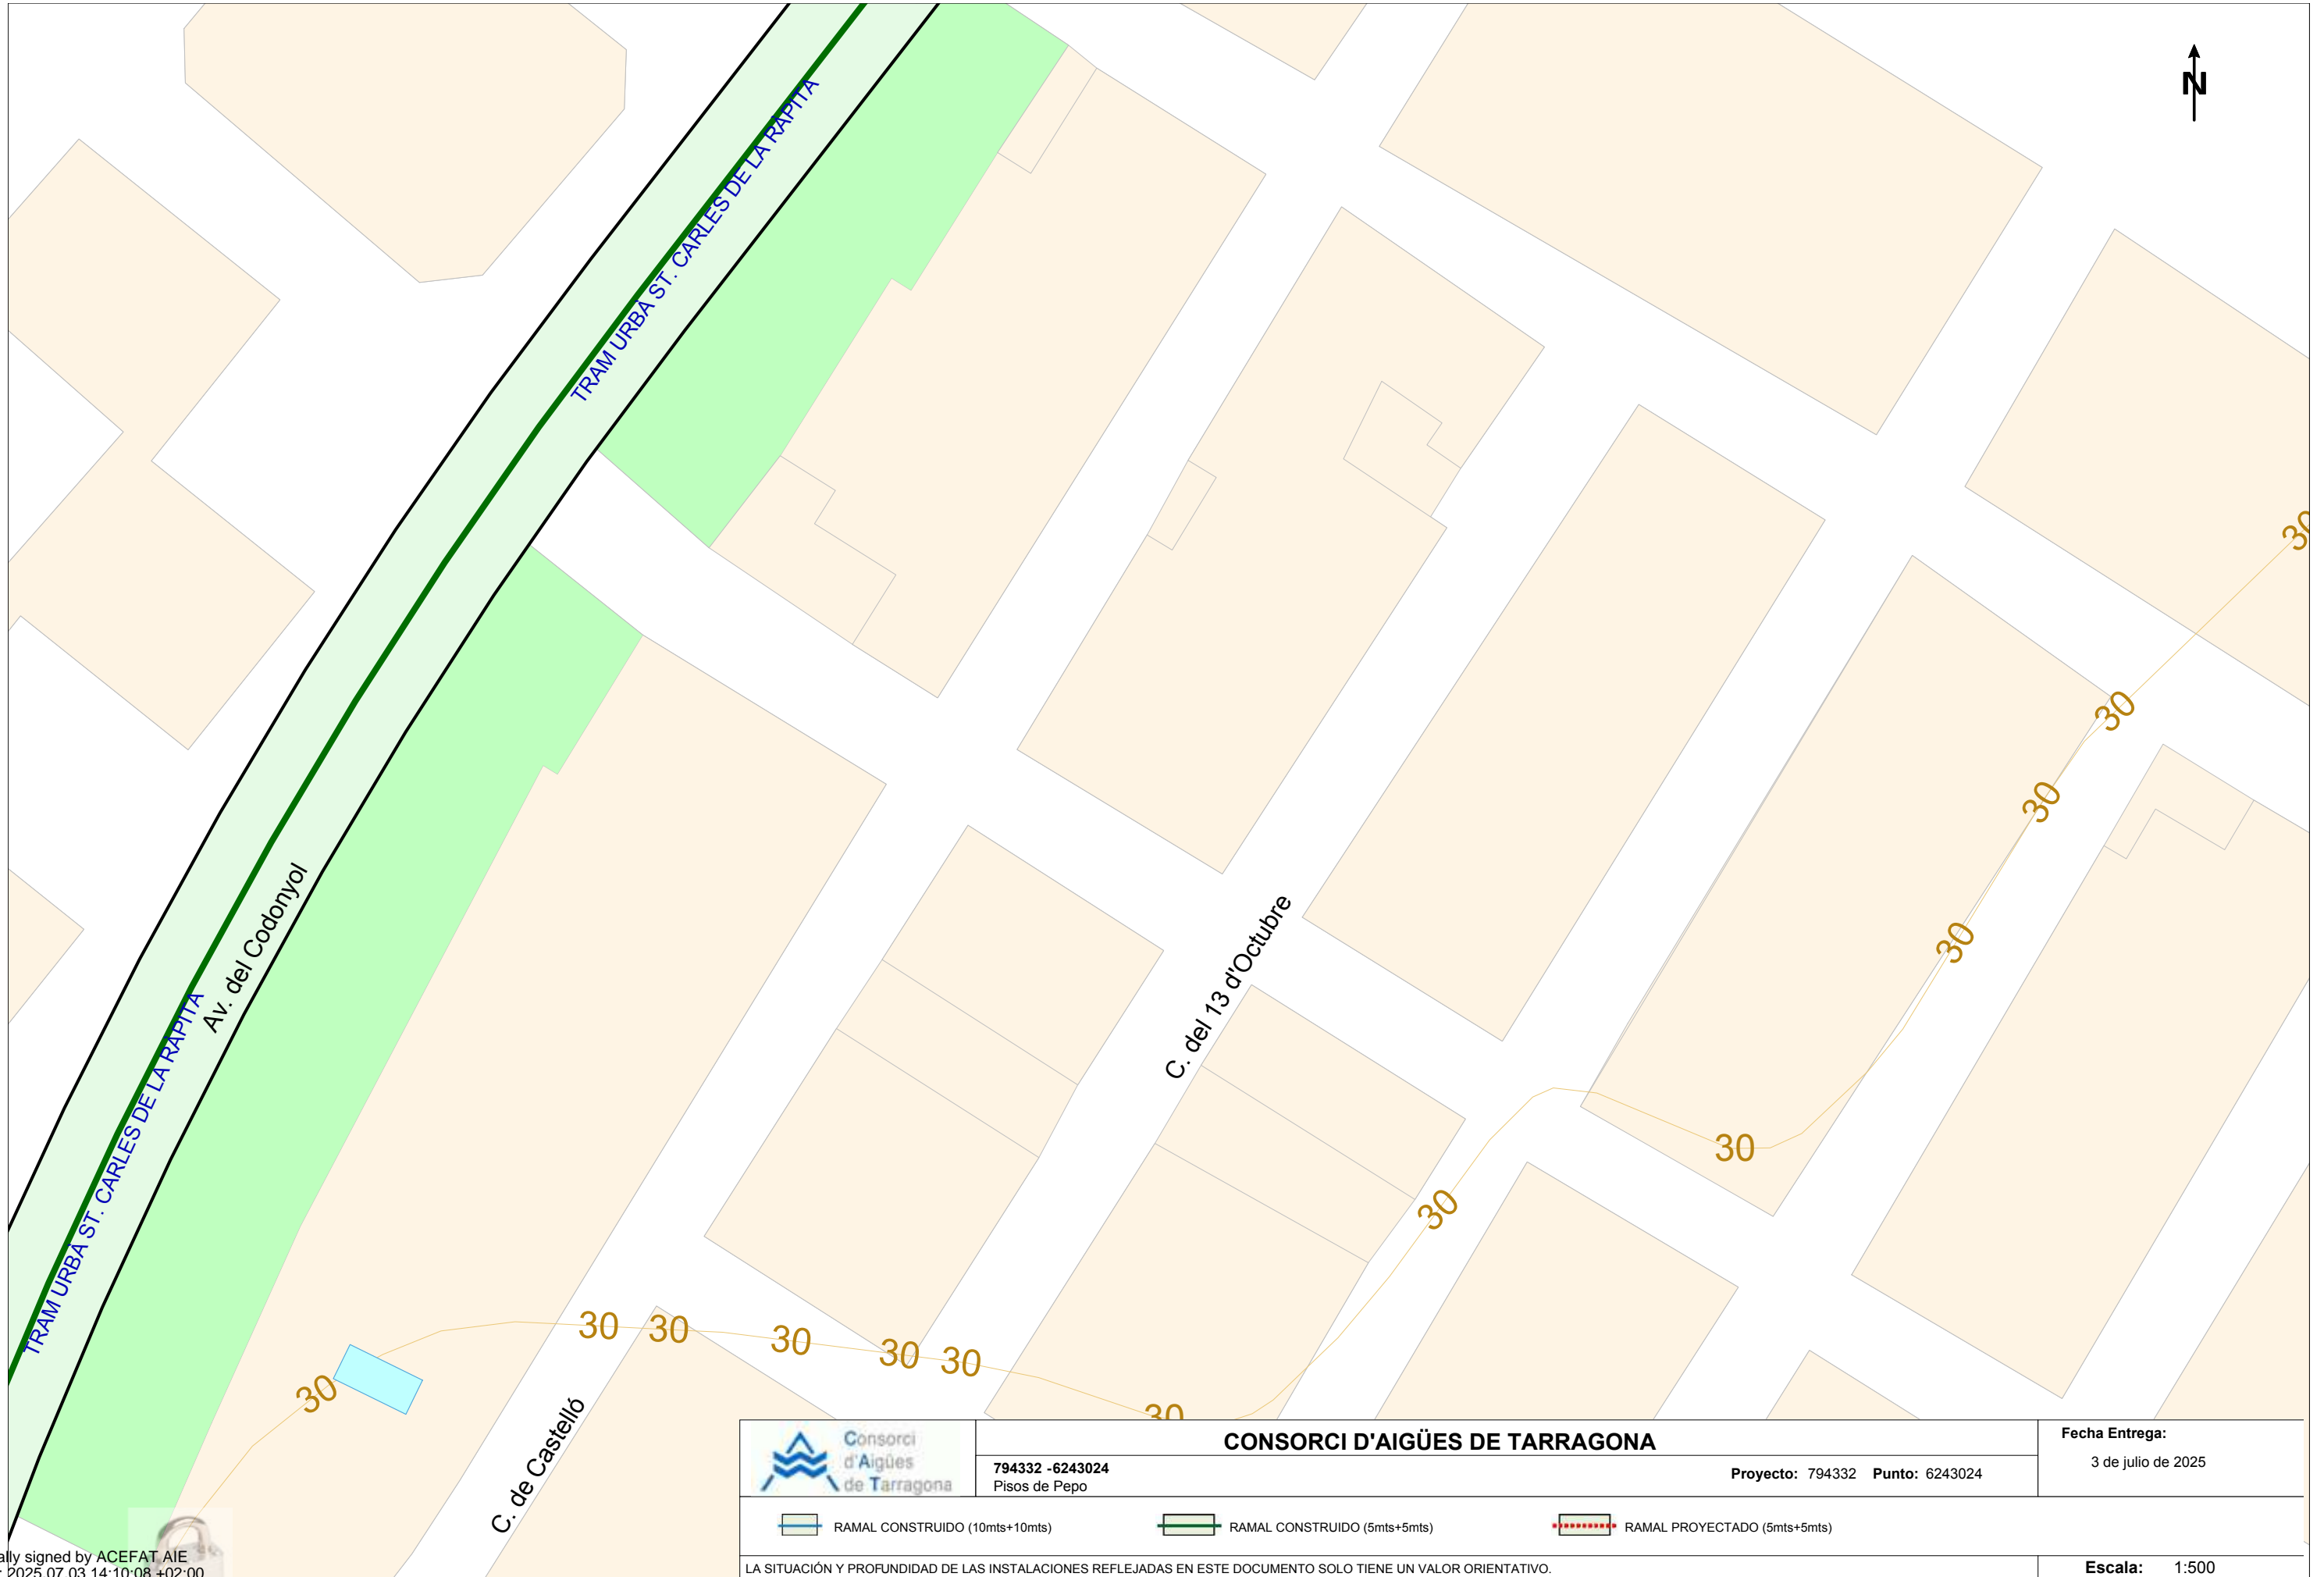 N
TRAM URBÀ ST. CARLES DE LA RÀPITA
30
30
30
30
Av. del Codonyol
C. del 13 d'Octubre
TRAM URBÀ ST. CARLES DE LA RÀPITA
30
30
30
30
30
30
30
30
30
C. de Castelló
Consorci
d'Aigües
de Tarragona
CONSORCI D'AIGÜES DE TARRAGONA
794332 -6243024
Pisos de Pepo
Proyecto: 794332 Punto: 6243024
Fecha Entrega:
3 de julio de 2025
RAMAL CONSTRUIDO (10mts+10mts)
RAMAL CONSTRUIDO (5mts+5mts)
RAMAL PROYECTADO (5mts+5mts)
ally signed by ACEFAT AIE
: 2025.07.03 14:10:08 +02:00
LA SITUACIÓN Y PROFUNDIDAD DE LAS INSTALACIONES REFLEJADAS EN ESTE DOCUMENTO SOLO TIENE UN VALOR ORIENTATIVO.
Escala: 1:500